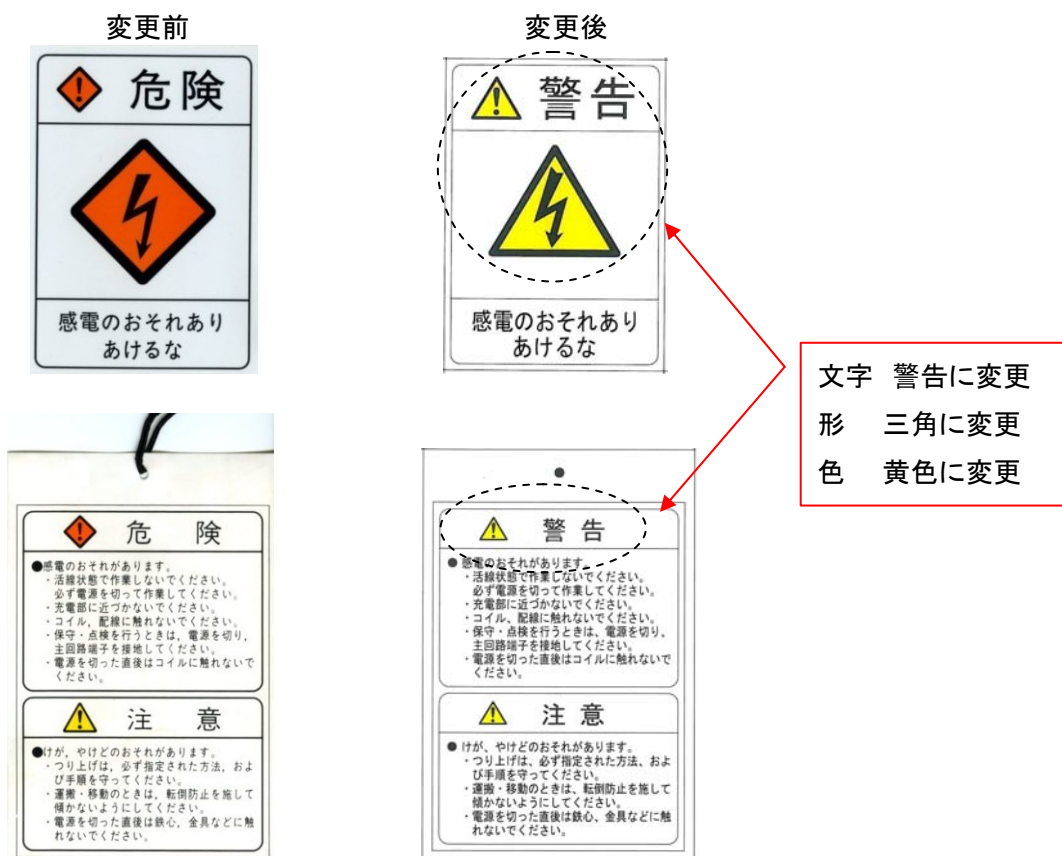 変更前
危険
感電のおそれあり
あけるな
変更後
警告
感電のおそれあり
あけるな
文字 警告に変更
形 三角に変更
色 黄色に変更
危 険
●感電のおそれがあります。
・活線状態で作業しないでください。
必ず電源を切って作業してください。
・充電部に近づかないでください。
・コイル，配線に触れないでください。
・保守・点検を行うときは，電源を切り，
主回路端子を接地してください。
・電源を切った直後はコイルに触れないで
ください。
注 意
●けが，やけどのおそれがあります。
・つり上げは，必ず指定された方法，およ
び手順を守ってください。
・運搬・移動のときは，転倒防止を施して
傾かないようにしてください。
・電源を切った直後は鉄心，金具などに触
れないでください。
警 告
● 感電のおそれがあります。
・活線状態で作業しないでください。
必ず電源を切って作業してください。
・充電部に近づかないでください。
・コイル、配線に触れないでください。
・保守・点検を行うときは、電源を切り、
主回路端子を接地してください。
・電源を切った直後はコイルに触れないで
ください。
注 意
● けが、やけどのおそれがあります。
・つり上げは、必ず指定された方法、およ
び手順を守ってください。
・運搬・移動のときは、転倒防止を施して
傾かないようにしてください。
・電源を切った直後は鉄心、金具などに触
れないでください。